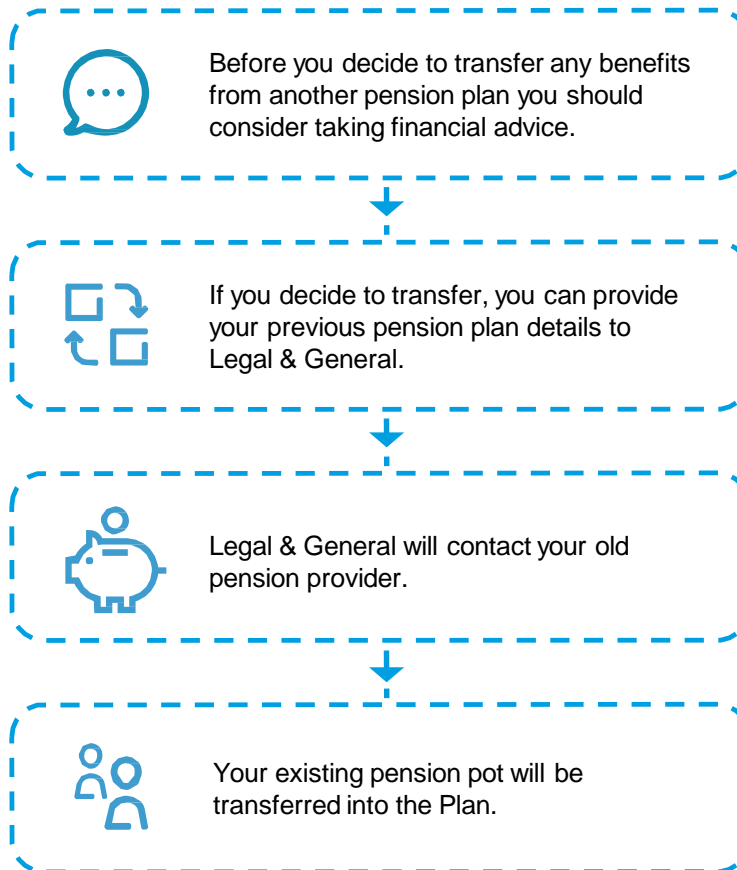 Before you decide to transfer any benefits
from another pension plan you should
consider taking financial advice.
If you decide to transfer, you can provide
your previous pension plan details to
Legal & General.
Legal & General will contact your old
pension provider.
Your existing pension pot will be
transferred into the Plan.